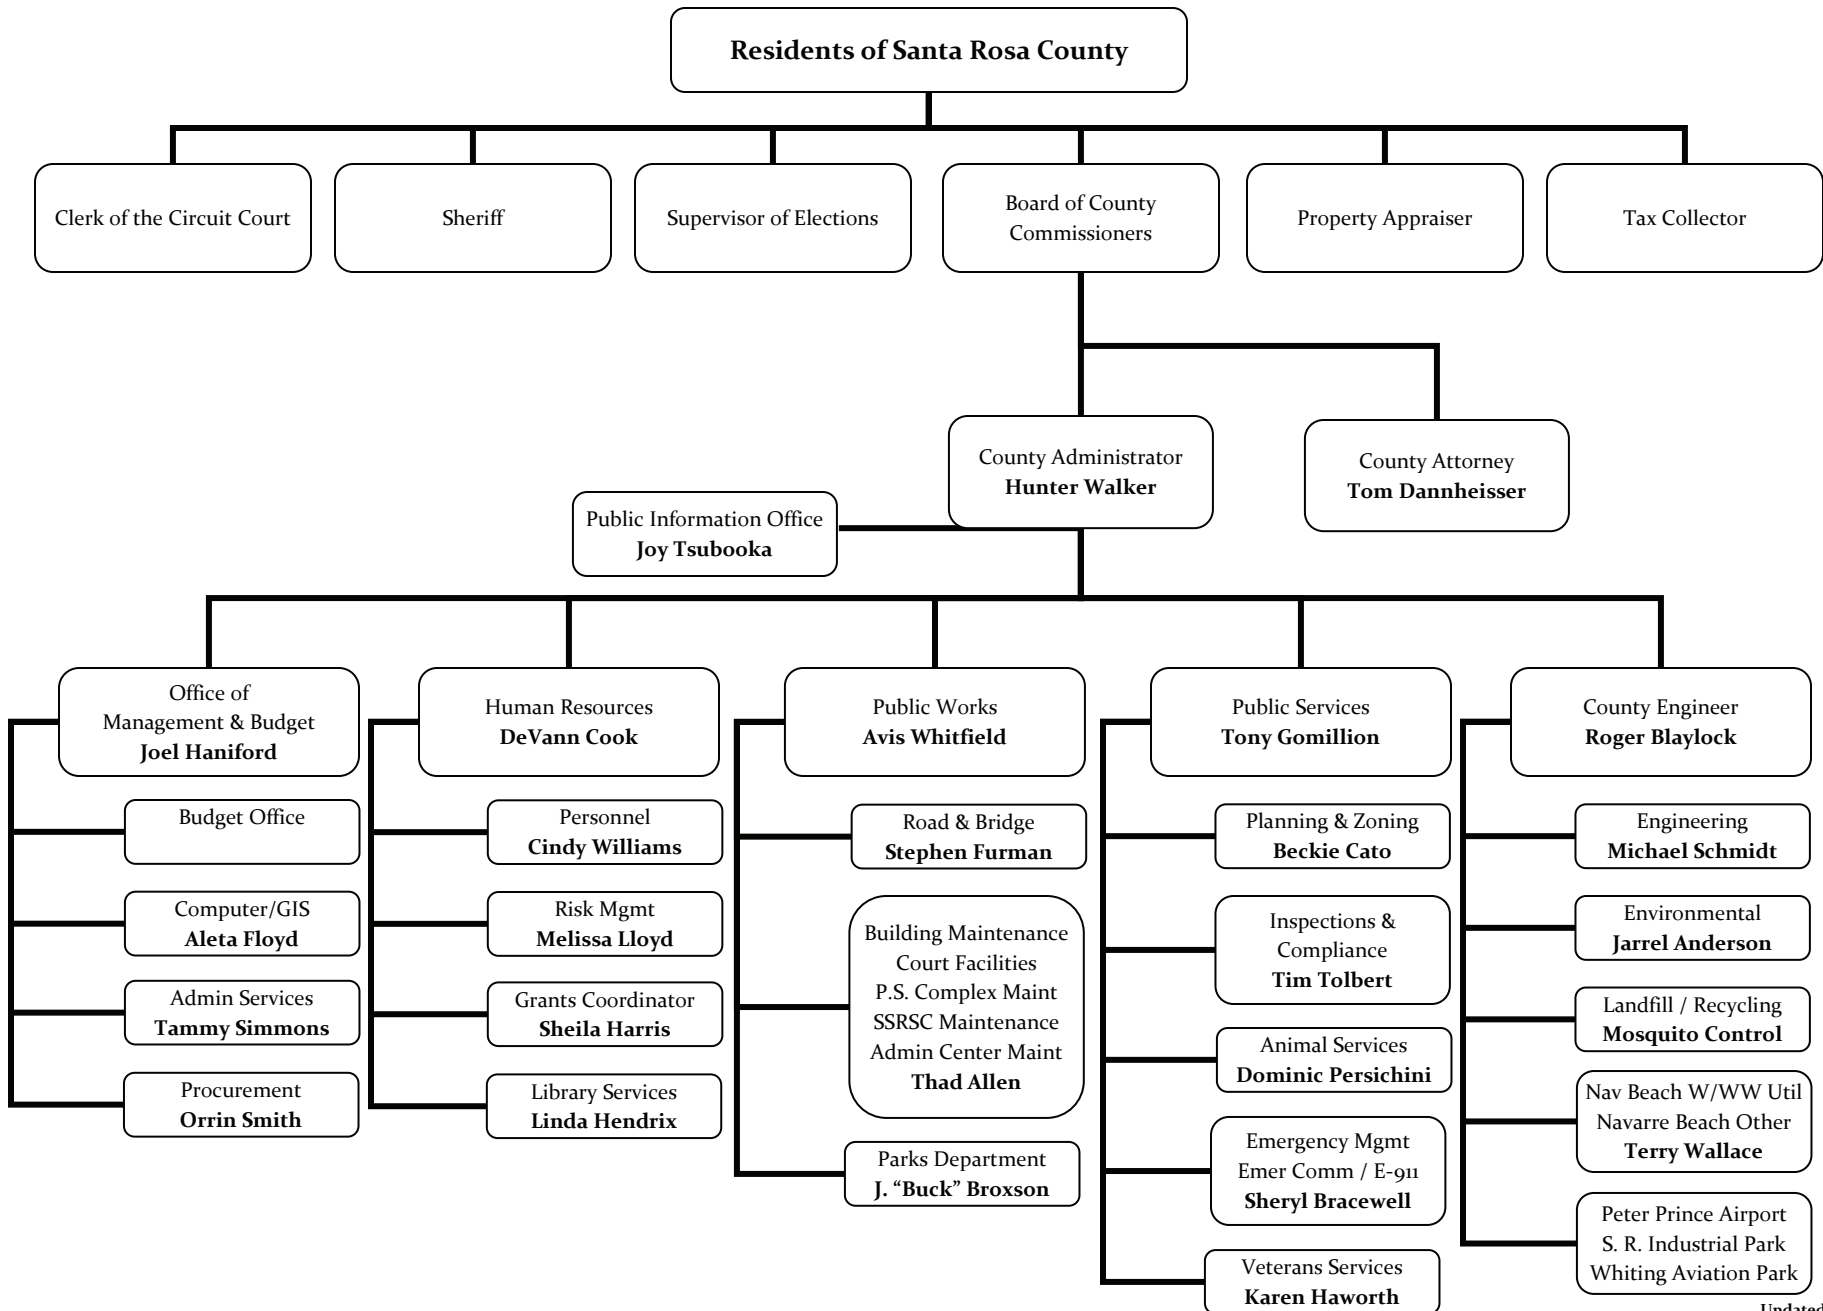 Residents of Santa Rosa County
Clerk of the Circuit Court
Sheriff
Supervisor of Elections
Board of County
Commissioners
Property Appraiser
Tax Collector
County Administrator
Hunter Walker
County Attorney
Tom Dannheisser
Public Information Office
Joy Tsubooka
Office of
Management & Budget
Joel Haniford
Budget Office
Computer/GIS
Aleta Floyd
Admin Services
Tammy Simmons
Procurement
Orrin Smith
Human Resources
DeVann Cook
Personnel
Cindy Williams
Risk Mgmt
Melissa Lloyd
Grants Coordinator
Sheila Harris
Library Services
Linda Hendrix
Public Works
Avis Whitfield
Road & Bridge
Stephen Furman
Building Maintenance
Court Facilities
P.S. Complex Maint
SSRSC Maintenance
Admin Center Maint
Thad Allen
Parks Department
J. “Buck” Broxson
Public Services
Tony Gomillion
Planning & Zoning
Beckie Cato
Inspections &
Compliance
Tim Tolbert
Animal Services
Dominic Persichini
Emergency Mgmt
Emer Comm / E-911
Sheryl Bracewell
Veterans Services
Karen Haworth
County Engineer
Roger Blaylock
Engineering
Michael Schmidt
Environmental
Jarrel Anderson
Landfill / Recycling
Mosquito Control
Nav Beach W/WW Util
Navarre Beach Other
Terry Wallace
Peter Prince Airport
S. R. Industrial Park
Whiting Aviation Park
Updated